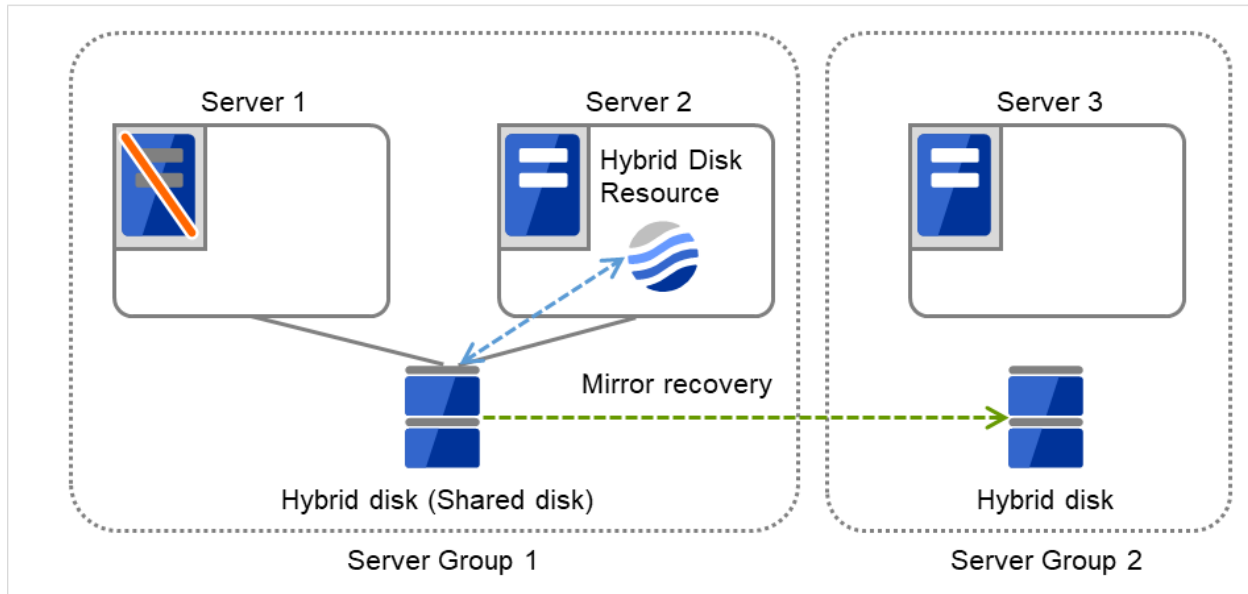 Server 1
Server 2
Server 3
Hybrid Disk
Resource
Mirror recovery
Hybrid disk (Shared disk)
Hybrid disk
Server Group 1
Server Group 2